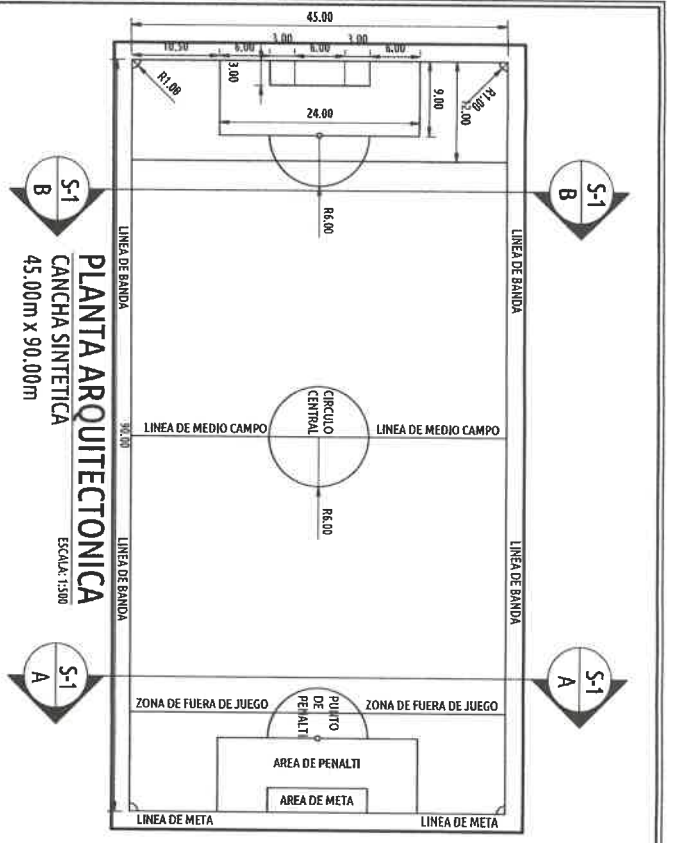 45.00
3.00
3.00
10.50
6.00
6.00
6.00
3.00
R1.00
R1.00
9.00
12.00
24.00
S-1
B
S-1
B
R6.00
LINEA DE BANDA
LINEA DE BANDA
CIRCULO
CENTRAL
LINEA DE MEDIO CAMPO
LINEA DE MEDIO CAMPO
90.00
R6.00
LINEA DE BANDA
LINEA DE BANDA
S-1
A
S-1
A
ZONA DE FUERA DE JUEGO
ZONA DE FUERA DE JUEGO
PUNTO
DE
PENALTI
AREA DE PENALTI
AREA DE META
LINEA DE META
LINEA DE META
PLANTA ARQUITECTONICA
CANCHA SINTETICA
ESCALA: 1:500
45.00m x 90.00m